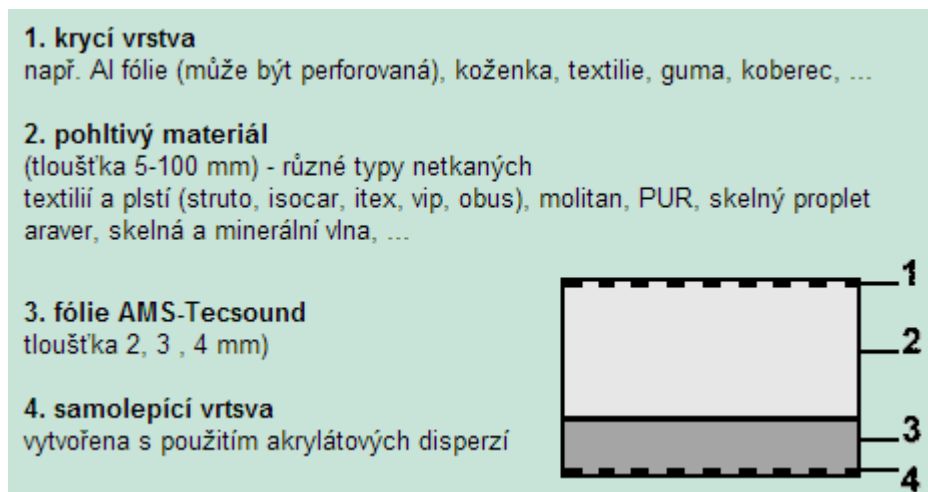 1. krycí vrstva
např. Al fólie (může být perforovaná), koženka, textilie, guma, koberec, ...
2. pohltivý materiál
(tloušťka 5-100 mm) - různé typy netkaných
textilií a plstí (struto, isocar, itex, vip, obus), molitan, PUR, skelný proplet
araver, skelná a minerální vlna, ...
3. fólie AMS-Tecsound
tloušťka 2, 3 , 4 mm)
4. samolepící vrtsva
vytvořena s použitím akrylátových disperzí
1
2
3
4